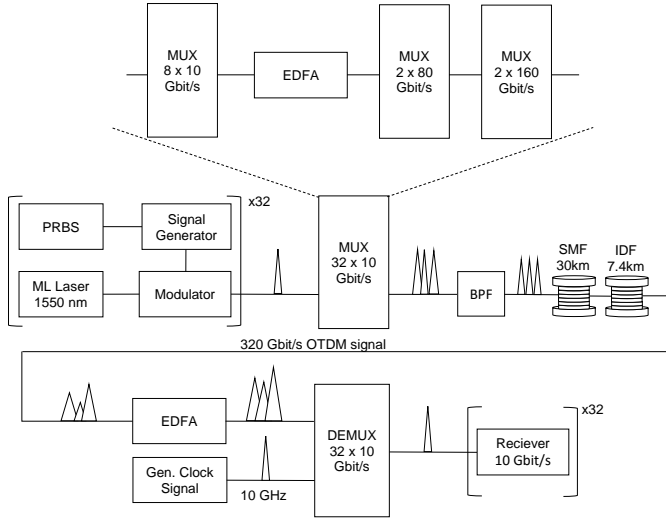 MUX
8 x 10
Gbit/s
EDFA
MUX
2 x 80
Gbit/s
MUX
2 x 160
Gbit/s
x32
PRBS
Signal
Generator
ML Laser
1550 nm
Modulator
MUX
32 x 10
Gbit/s
BPF
SMF
30km
IDF
7.4km
320 Gbit/s OTDM signal
EDFA
Gen. Clock
Signal
10 GHz
DEMUX
32 x 10
Gbit/s
x32
Reciever
10 Gbit/s